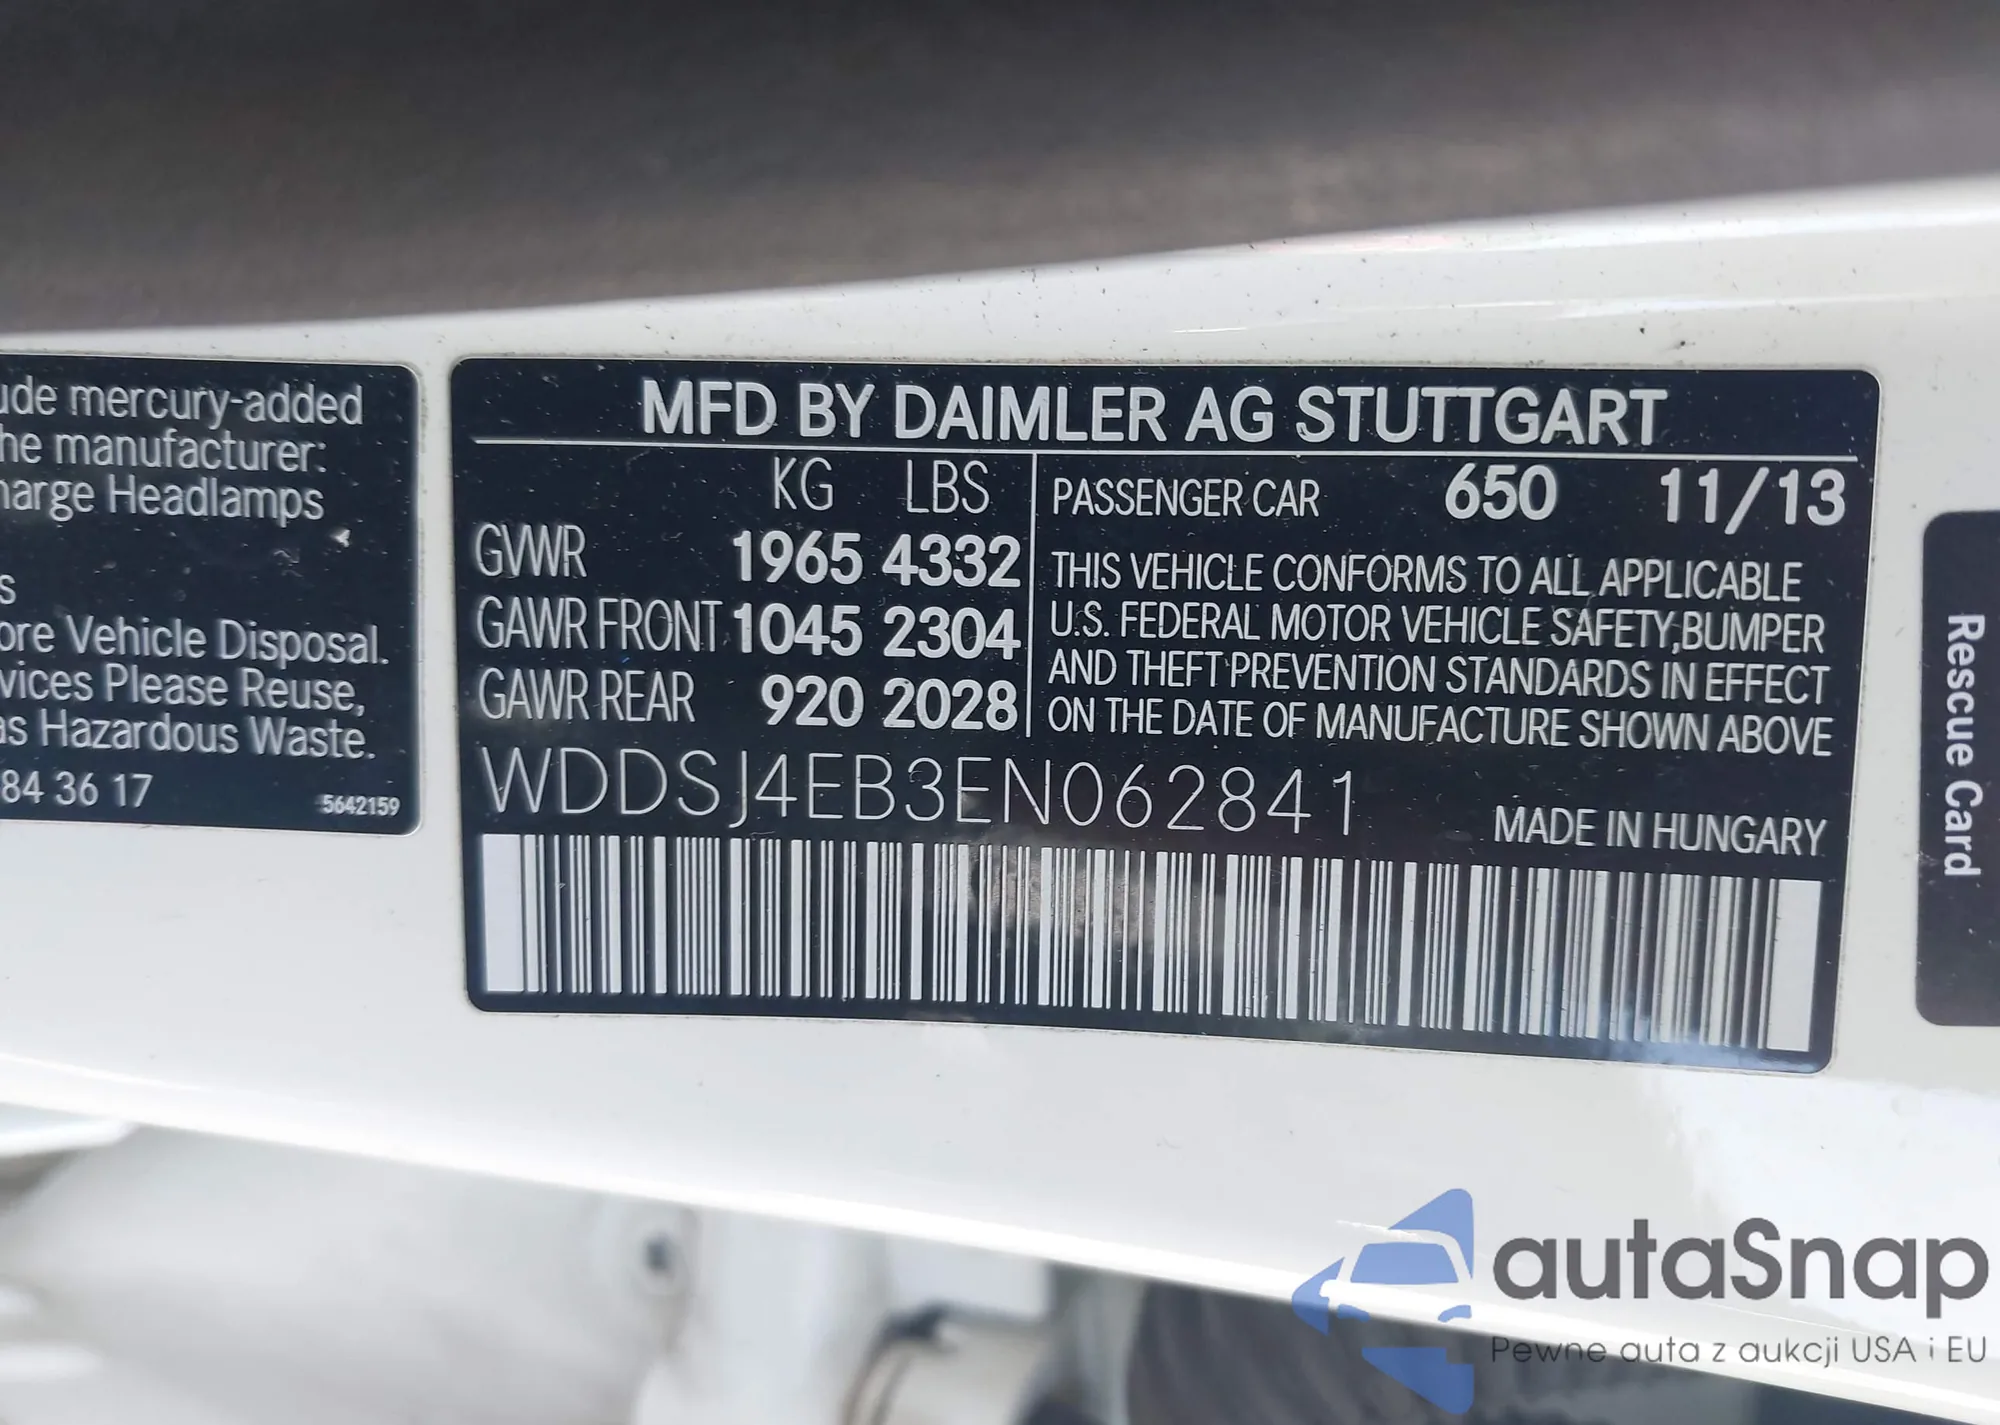 ude mercury-added
he manufacturer:
harge Headlamps
s
ore Vehicle Disposal.
vices Please Reuse,
as Hazardous Waste.
84 36 17
5642159
MFD BY DAIMLER AG STUTTGART
KG LBS
GVWR 1965 4332
GAWR FRONT 1045 2304
GAWR REAR 920 2028
PASSENGER CAR 650 11/13
THIS VEHICLE CONFORMS TO ALL APPLICABLE
U.S. FEDERAL MOTOR VEHICLE SAFETY,BUMPER
AND THEFT PREVENTION STANDARDS IN EFFECT
ON THE DATE OF MANUFACTURE SHOWN ABOVE
WDDSJ4EB3EN062841
MADE IN HUNGARY
Rescue Card
autaSnap
Pewne auta z aukcji USA i EU